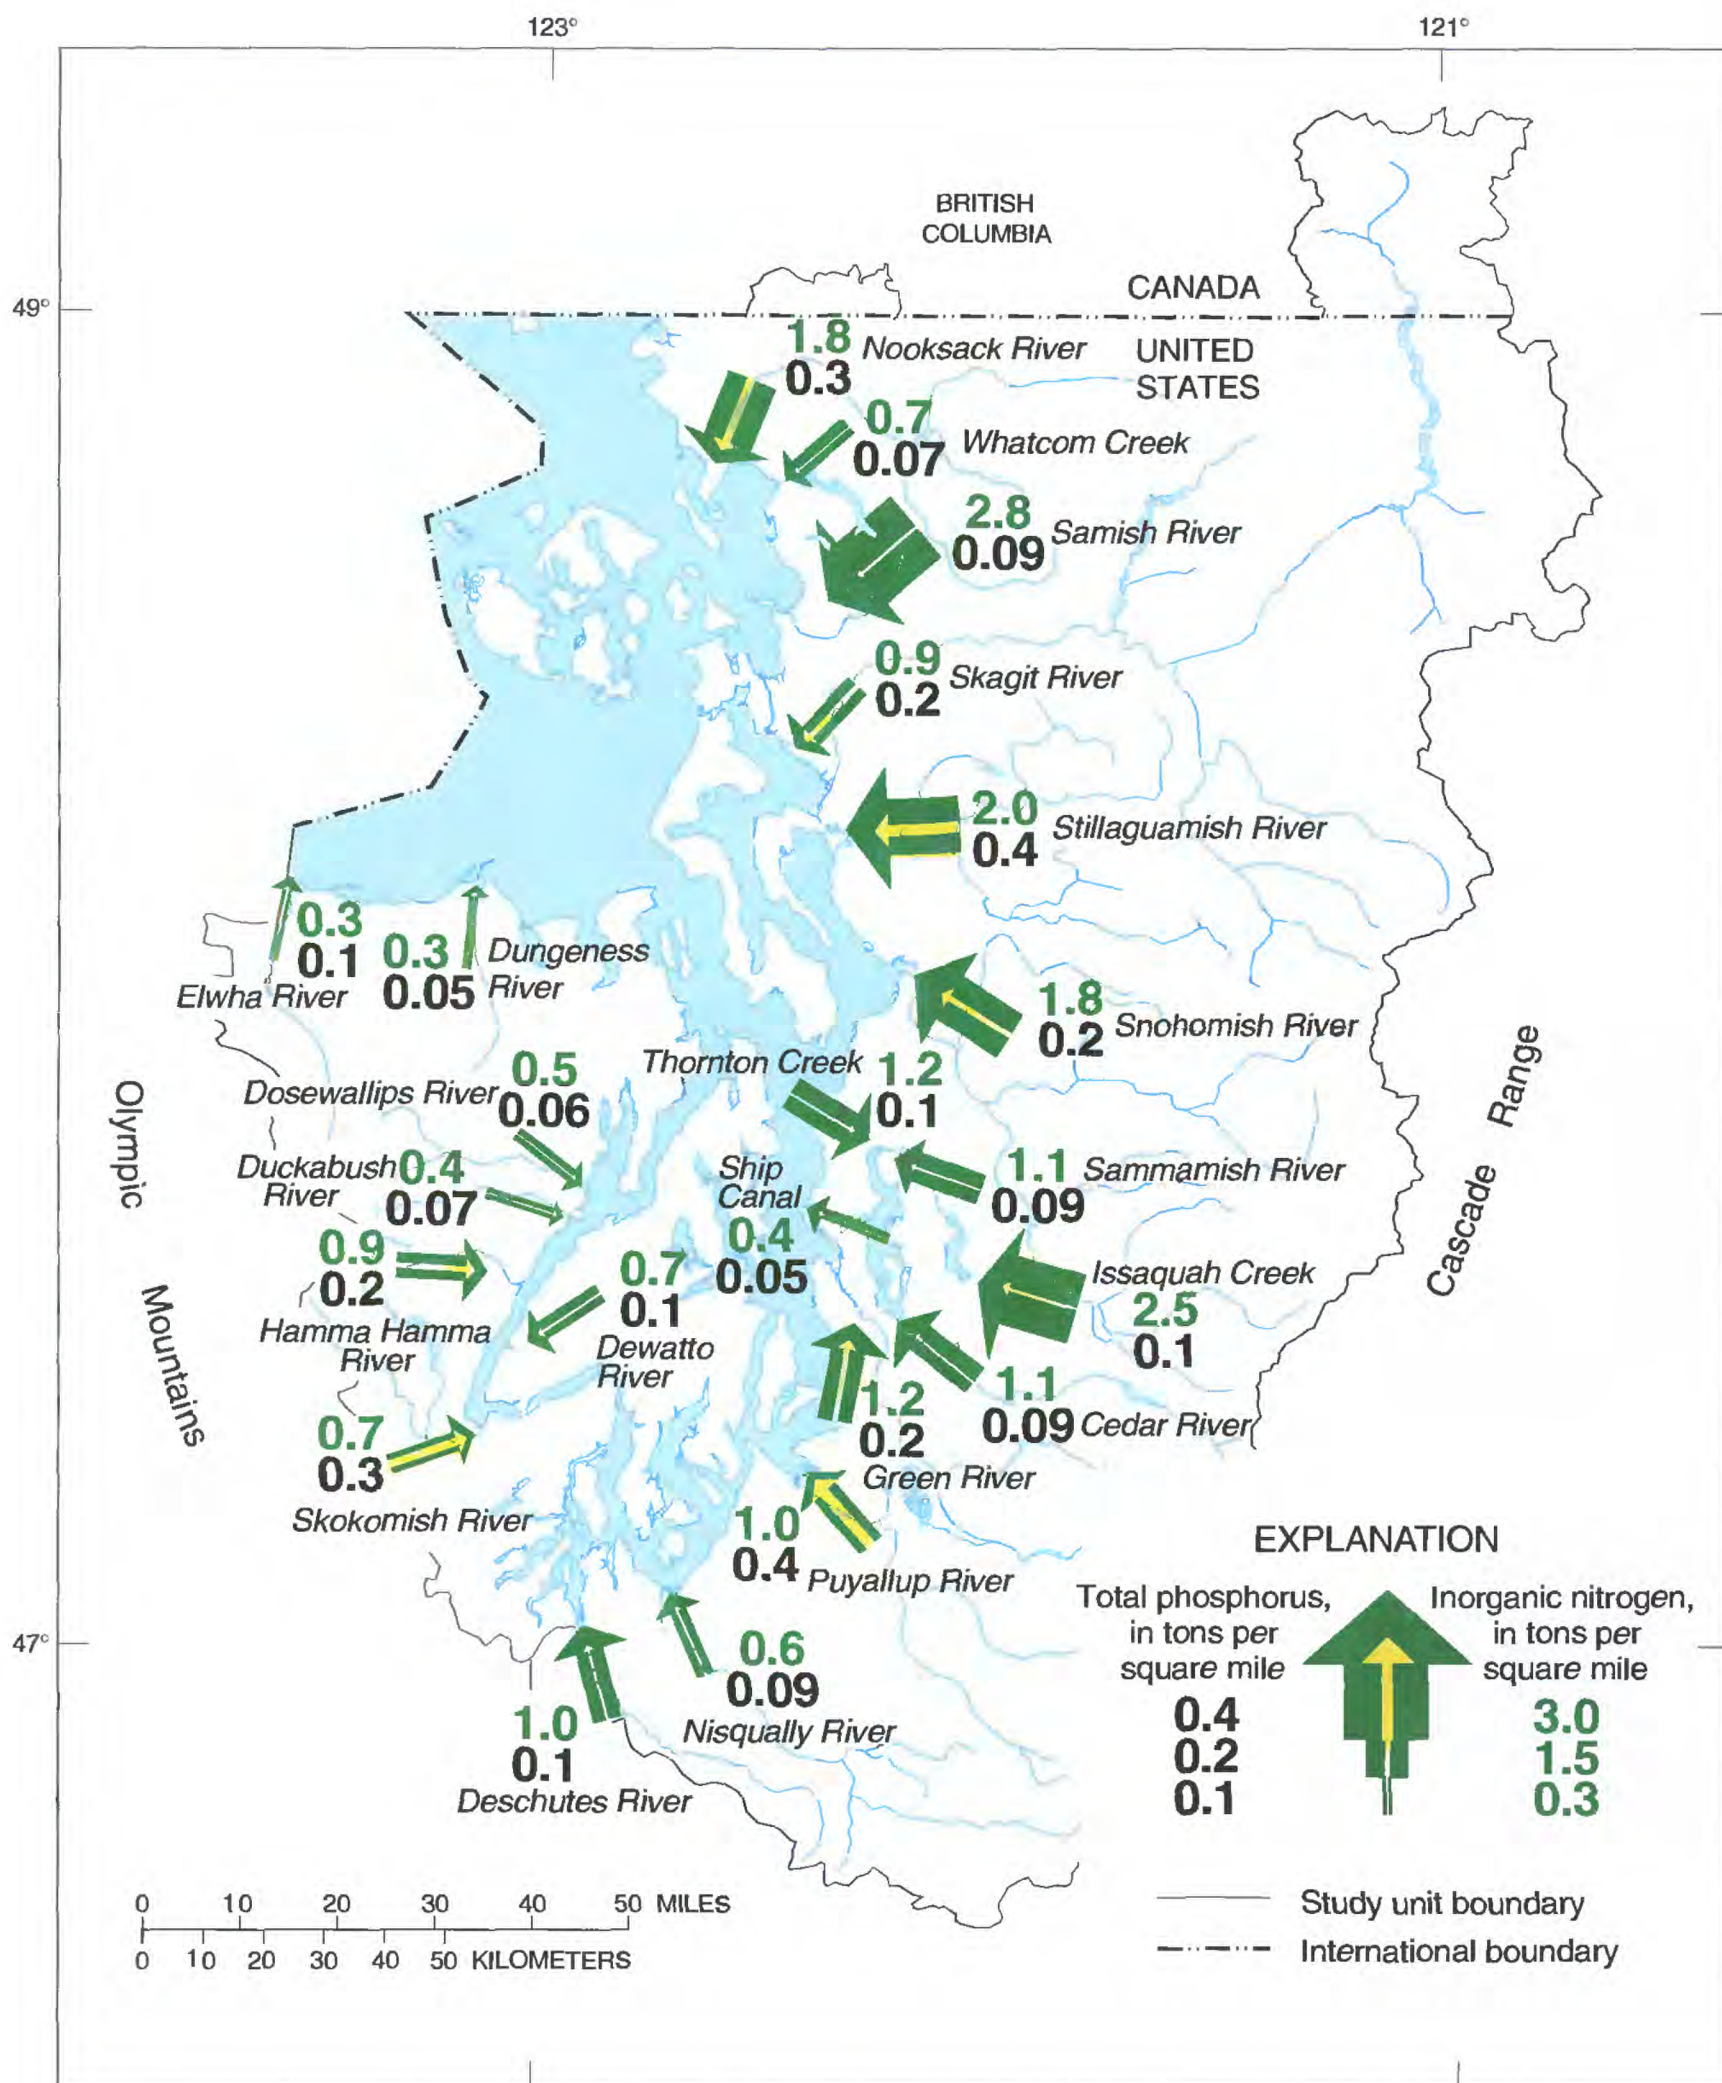 123°
121°
BRITISH
COLUMBIA
CANADA
49°
1.8
0.3
Nooksack River
UNITED
STATES
0.7
0.07
Whatcom Creek
2.8
0.09
Samish River
0.9
0.2
Skagit River
2.0
0.4
Stillaguamish River
0.3
0.1
Elwha River
0.3
0.05
Dungeness
River
1.8
0.2
Snohomish River
Thornton Creek
1.2
0.1
Dosewallips River
0.5
0.06
Olympic
Mountains
Cascade Range
Duckabush
River
0.4
0.07
Ship
Canal
0.4
0.05
1.1
0.09
Sammamish River
0.9
0.2
Hamma Hamma
River
0.7
0.1
Dewatto
River
Issaquah Creek
2.5
0.1
1.2
0.2
Green River
1.1
0.09
Cedar River
0.7
0.3
Skokomish River
1.0
0.4
Puyallup River
47°
0.6
0.09
Nisqually River
1.0
0.1
Deschutes River
EXPLANATION
Total phosphorus,
in tons per
square mile
0.4
0.2
0.1
Inorganic nitrogen,
in tons per
square mile
3.0
1.5
0.3
0 10 20 30 40 50 MILES
0 10 20 30 40 50 KILOMETERS
Study unit boundary
International boundary